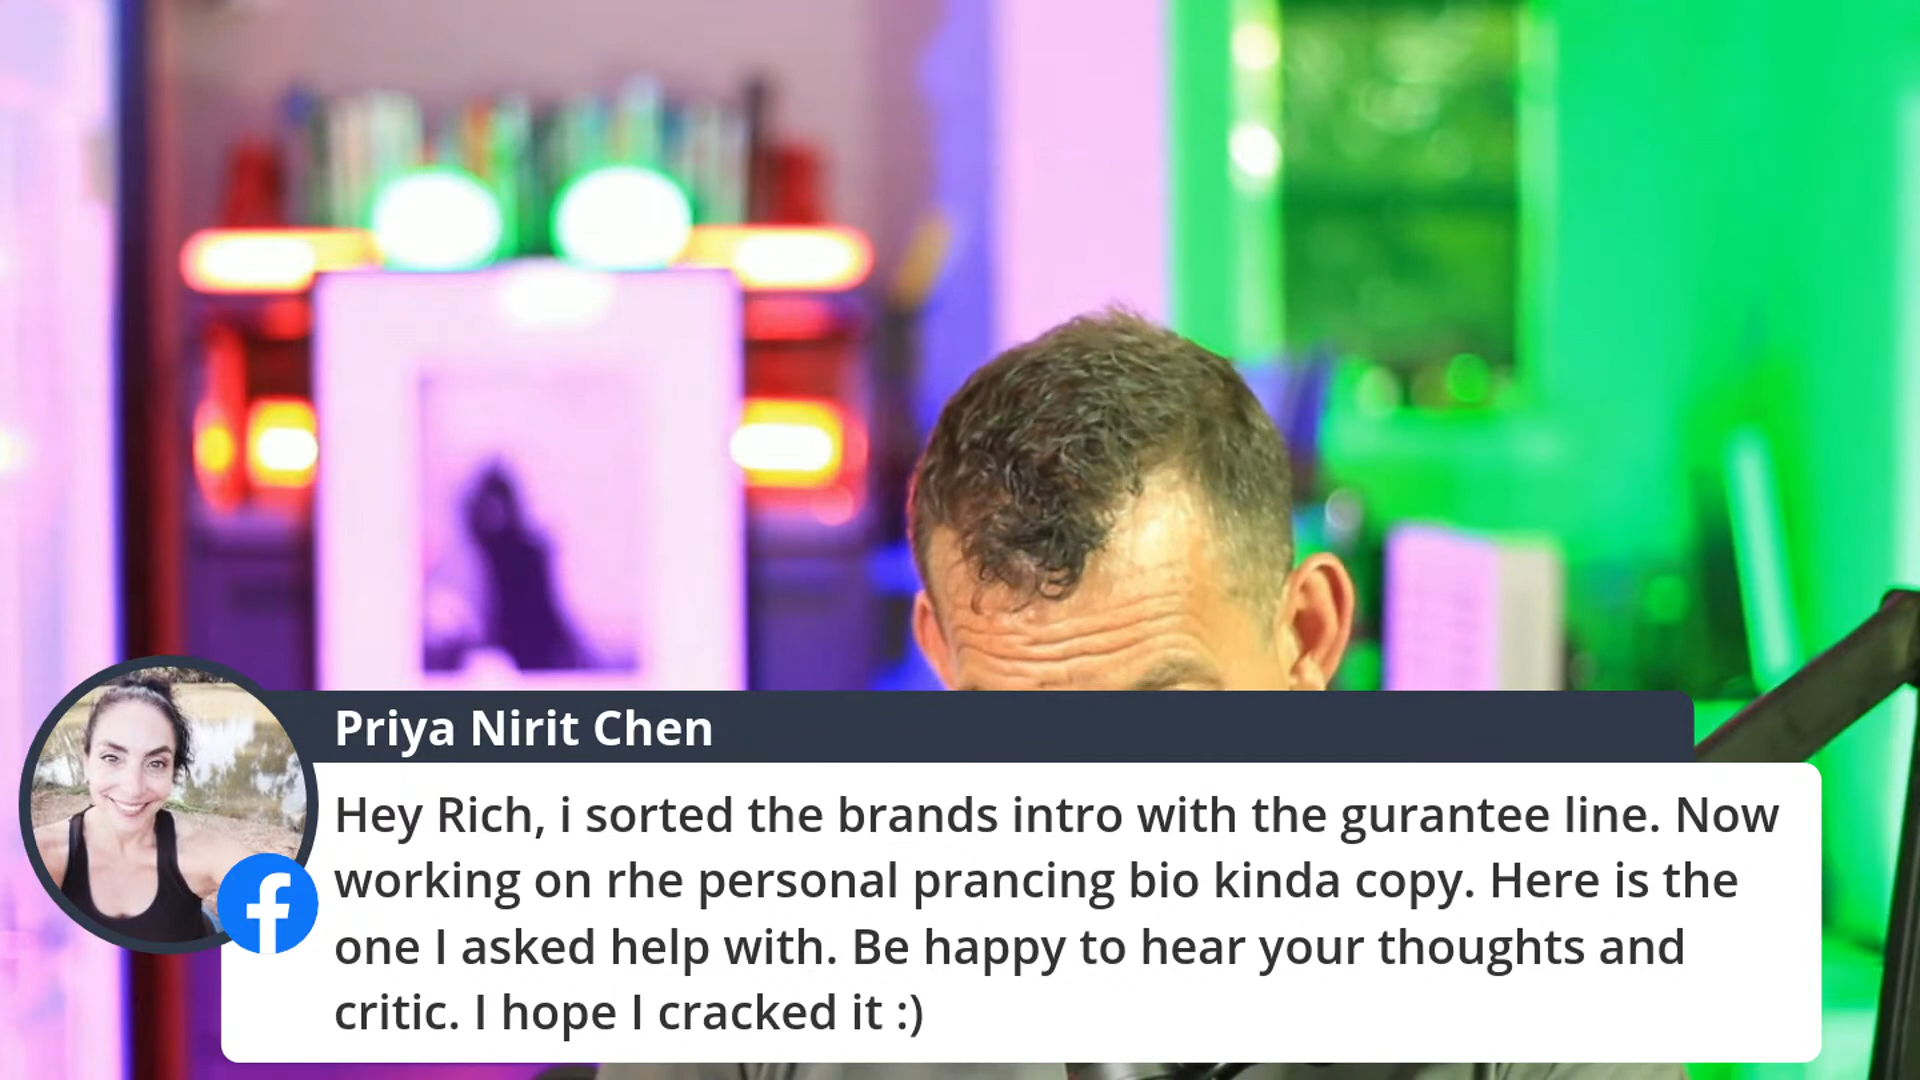 Priya Nirit Chen
Hey Rich, i sorted the brands intro with the gurantee line. Now
working on rhe personal prancing bio kinda copy. Here is the
one I asked help with. Be happy to hear your thoughts and
critic. I hope I cracked it :)